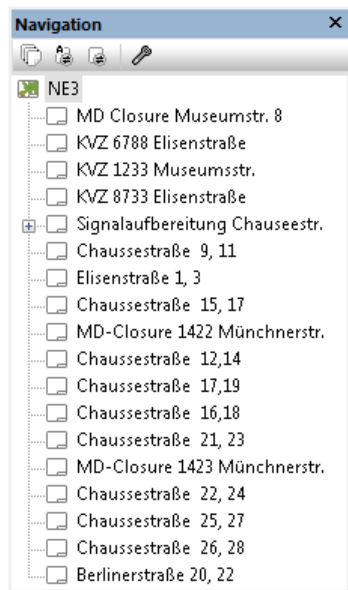 Navigation
NE3
MD Closure Museumstr. 8
KVZ 6788 Elisenstraße
KVZ 1233 Museumsstr.
KVZ 8733 Elisenstraße
Signalaufbereitung Chauseestr.
Chaussestraße 9, 11
Elisenstraße 1, 3
Chaussestraße 15, 17
MD-Closure 1422 Münchnerstr.
Chaussestraße 12,14
Chaussestraße 17,19
Chaussestraße 16,18
Chaussestraße 21, 23
MD-Closure 1423 Münchnerstr.
Chaussestraße 22, 24
Chaussestraße 25, 27
Chaussestraße 26, 28
Berlinerstraße 20, 22